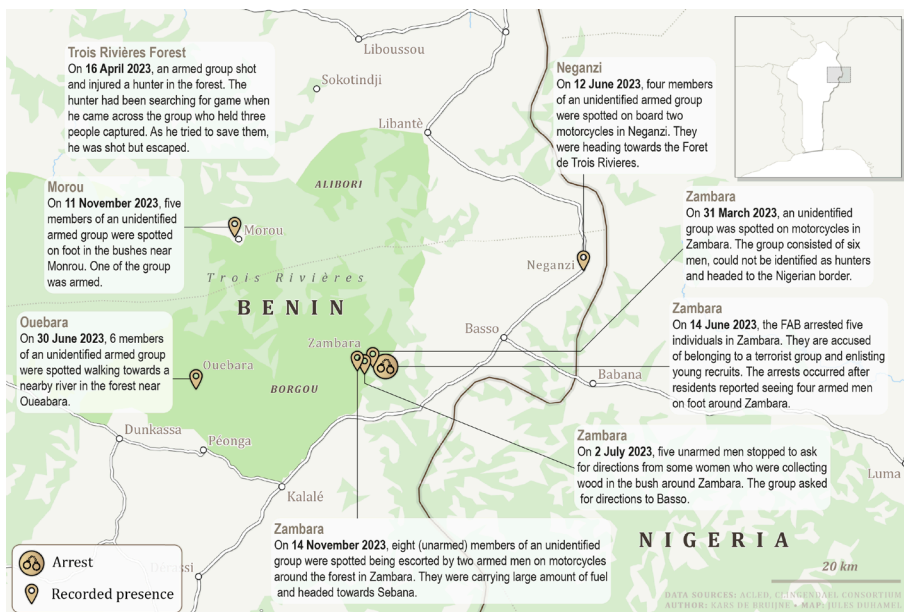 Trois Rivières Forest
On 16 April 2023, an armed group shot
and injured a hunter in the forest. The
hunter had been searching for game when
he came across the group who held three
people captured. As he tried to save them,
he was shot but escaped.
Liboussou
Sokotindji
Libantè
Neganzi
On 12 June 2023, four members
of an unidentified armed group
were spotted on board two
motorcycles in Neganzi. They
were heading towards the Foret
de Trois Rivieres.
ALIBORI
Morou
On 11 November 2023, five
members of an unidentified
armed group were spotted
on foot in the bushes near
Monrou. One of the group
was armed.
Morou
Zambara
On 31 March 2023, an unidentified
group was spotted on motorcycles in
Zambara. The group consisted of six
men, could not be identified as hunters
and headed to the Nigerian border.
Neganzi
Trois Rivières
BENIN
Ouebara
On 30 June 2023, 6 members
of an unidentified armed group
were spotted walking towards a
nearby river in the forest near
Oueabara.
Ouebara
Zambara
Basso
BORGOU
Zambara
On 14 June 2023, the FAB arrested five
individuals in Zambara. They are accused
of belonging to a terrorist group and enlisting
young recruits. The arrests occurred after
residents reported seeing four armed men
on foot around Zambara.
Babana
Dunkassa
Péonga
Kalalé
Zambara
On 2 July 2023, five unarmed men stopped to ask
for directions from some women who were collecting
wood in the bush around Zambara. The group asked
for directions to Basso.
Luma
Zambara
On 14 November 2023, eight (unarmed) members of an unidentified
group were spotted being escorted by two armed men on motorcycles
around the forest in Zambara. They were carrying large amount of fuel
and headed towards Sebana.
NIGERIA
Arrest
Recorded presence
Derassi
20 km
DATA SOURCES: ACLED, CLINGENDAEL CONSORTIUM
AUTHOR: KARS DE BRUIJNE • MAP: JULES DUHAMEL